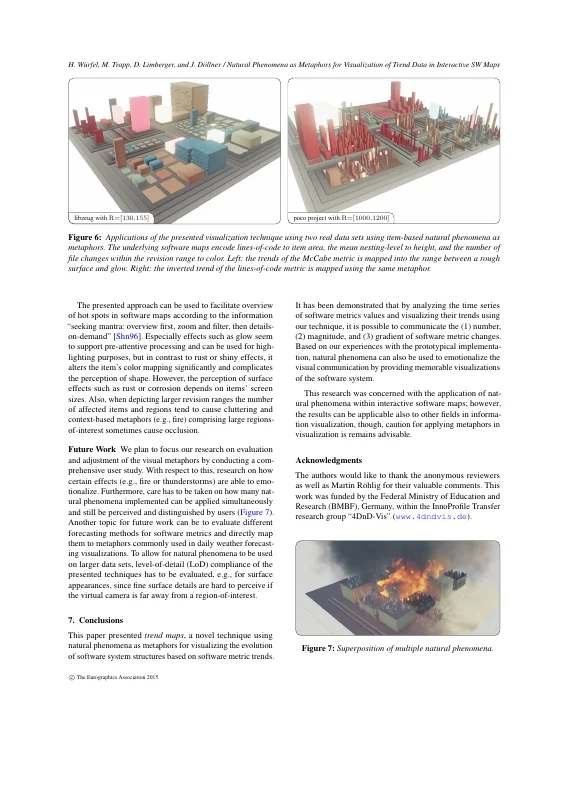 H. Würfel, M. Trapp, D. Limberger, and J. Döllner / Natural Phenomena as Metaphors for Visualization of Trend Data in Interactive SW Maps
libzeug with R=[130,155]
poco project with R=[1000,1200]
Figure 6: Applications of the presented visualization technique using two real data sets using item-based natural phenomena as
metaphors. The underlying software maps encode lines-of-code to item area, the mean nesting-level to height, and the number of
file changes within the revision range to color. Left: the trends of the McCabe metric is mapped into the range between a rough
surface and glow. Right: the inverted trend of the lines-of-code metric is mapped using the same metaphor.
The presented approach can be used to facilitate overview
of hot spots in software maps according to the information
“seeking mantra: overview first, zoom and filter, then details-
on-demand” [Shn96]. Especially effects such as glow seem
to support pre-attentive processing and can be used for high-
lighting purposes, but in contrast to rust or shiny effects, it
alters the item's color mapping significantly and complicates
the perception of shape. However, the perception of surface
effects such as rust or corrosion depends on items' screen
sizes. Also, when depicting larger revision ranges the number
of affected items and regions tend to cause cluttering and
context-based metaphors (e.g., fire) comprising large regions-
of-interest sometimes cause occlusion.
Future Work We plan to focus our research on evaluation
and adjustment of the visual metaphors by conducting a com-
prehensive user study. With respect to this, research on how
certain effects (e.g., fire or thunderstorms) are able to emo-
tionalize. Furthermore, care has to be taken on how many nat-
ural phenomena implemented can be applied simultaneously
and still be perceived and distinguished by users (Figure 7).
Another topic for future work can be to evaluate different
forecasting methods for software metrics and directly map
them to metaphors commonly used in daily weather forecast-
ing visualizations. To allow for natural phenomena to be used
on larger data sets, level-of-detail (LoD) compliance of the
presented techniques has to be evaluated, e.g., for surface
appearances, since fine surface details are hard to perceive if
the virtual camera is far away from a region-of-interest.
7. Conclusions
This paper presented trend maps, a novel technique using
natural phenomena as metaphors for visualizing the evolution
of software system structures based on software metric trends.
It has been demonstrated that by analyzing the time series
of software metrics values and visualizing their trends using
our technique, it is possible to communicate the (1) number,
(2) magnitude, and (3) gradient of software metric changes.
Based on our experiences with the prototypical implementa-
tion, natural phenomena can also be used to emotionalize the
visual communication by providing memorable visualizations
of the software system.
This research was concerned with the application of nat-
ural phenomena within interactive software maps; however,
the results can be applicable also to other fields in informa-
tion visualization, though, caution for applying metaphors in
visualization is remains advisable.
Acknowledgments
The authors would like to thank the anonymous reviewers
as well as Martin Röhlig for their valuable comments. This
work was funded by the Federal Ministry of Education and
Research (BMBF), Germany, within the InnoProfile Transfer
research group “4DnD-Vis” (www.4dndvis.de).
Figure 7: Superposition of multiple natural phenomena.
© The Eurographics Association 2015.